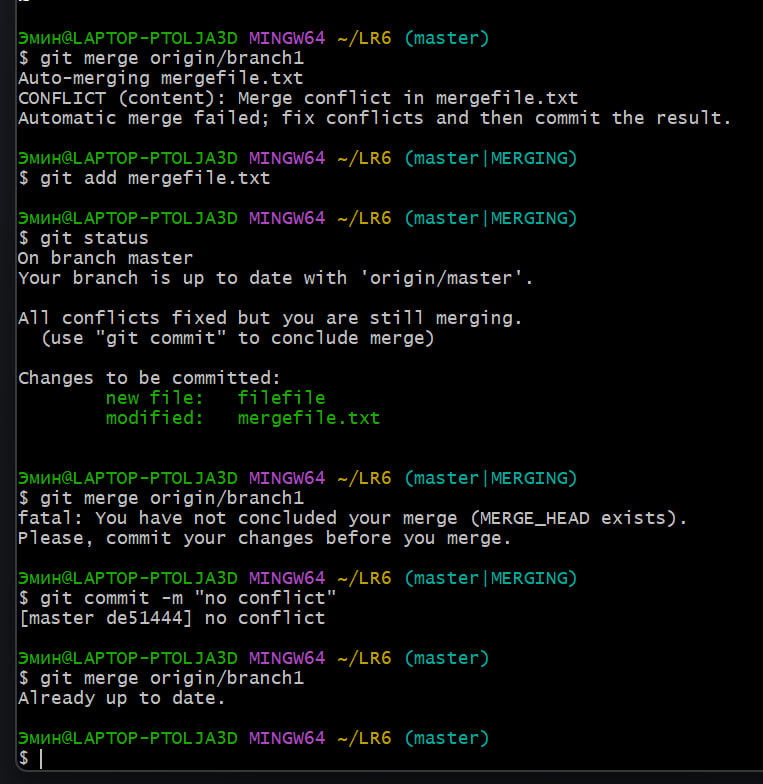 Эмин@LAPTOP-PTOLJA3D MINGW64 ~/LR6 (master)
$ git merge origin/branch1
Auto-merging mergefile.txt
CONFLICT (content): Merge conflict in mergefile.txt
Automatic merge failed; fix conflicts and then commit the result.
Эмин@LAPTOP-PTOLJA3D MINGW64 ~/LR6 (master|MERGING)
$ git add mergefile.txt
Эмин@LAPTOP-PTOLJA3D MINGW64 ~/LR6 (master|MERGING)
$ git status
On branch master
Your branch is up to date with 'origin/master'.
All conflicts fixed but you are still merging.
(use "git commit" to conclude merge)
Changes to be committed:
new file:   filefile
modified:   mergefile.txt
Эмин@LAPTOP-PTOLJA3D MINGW64 ~/LR6 (master|MERGING)
$ git merge origin/branch1
fatal: You have not concluded your merge (MERGE_HEAD exists).
Please, commit your changes before you merge.
Эмин@LAPTOP-PTOLJA3D MINGW64 ~/LR6 (master|MERGING)
$ git commit -m "no conflict"
[master de51444] no conflict
Эмин@LAPTOP-PTOLJA3D MINGW64 ~/LR6 (master)
$ git merge origin/branch1
Already up to date.
Эмин@LAPTOP-PTOLJA3D MINGW64 ~/LR6 (master)
$